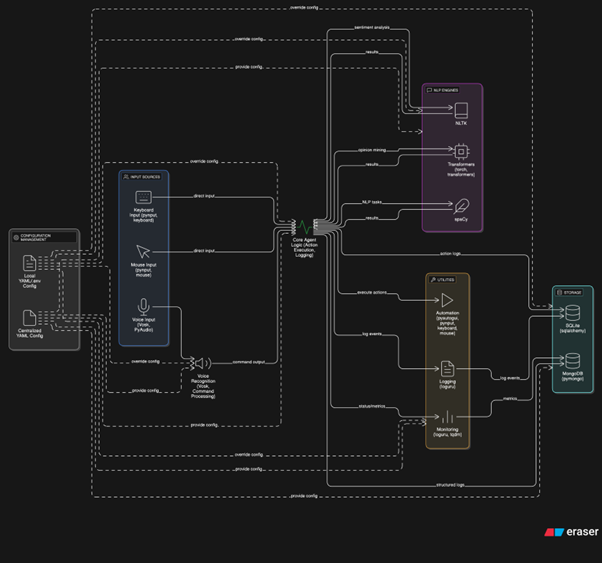 override config
sentiment analysis
override config
results
provide config
NLP ENGINES
NLTK
opinion mining
Transformers
(torch,
transformers)
results
override config
INPUT SOURCES
Keyboard
Input (pynput,
keyboard)
direct input
NLP tasks
results
spaCy
CONFIGURATION
MANAGEMENT
Local
YAML/.env
Config
Mouse Input
(pynput,
mouse)
direct input
Core Agent
Logic (Action
Execution,
Logging)
action logs
UTILITIES
execute actions
Automation
(pyautogui,
pynput,
keyboard,
mouse)
STORAGE
SQLite
(sqlalchemy)
Centralized
YAML Config
Voice Input
(Vosk,
PyAudio)
log events
override config
command output
Voice
Recognition
(Vosk,
Command
Processing)
Logging
(loguru)
log events
MongoDB
(pymongo)
provide config
metrics
status/metrics
provide config
Monitoring
(loguru, tqdm)
override config
provide config
structured logs
provide config
eraser